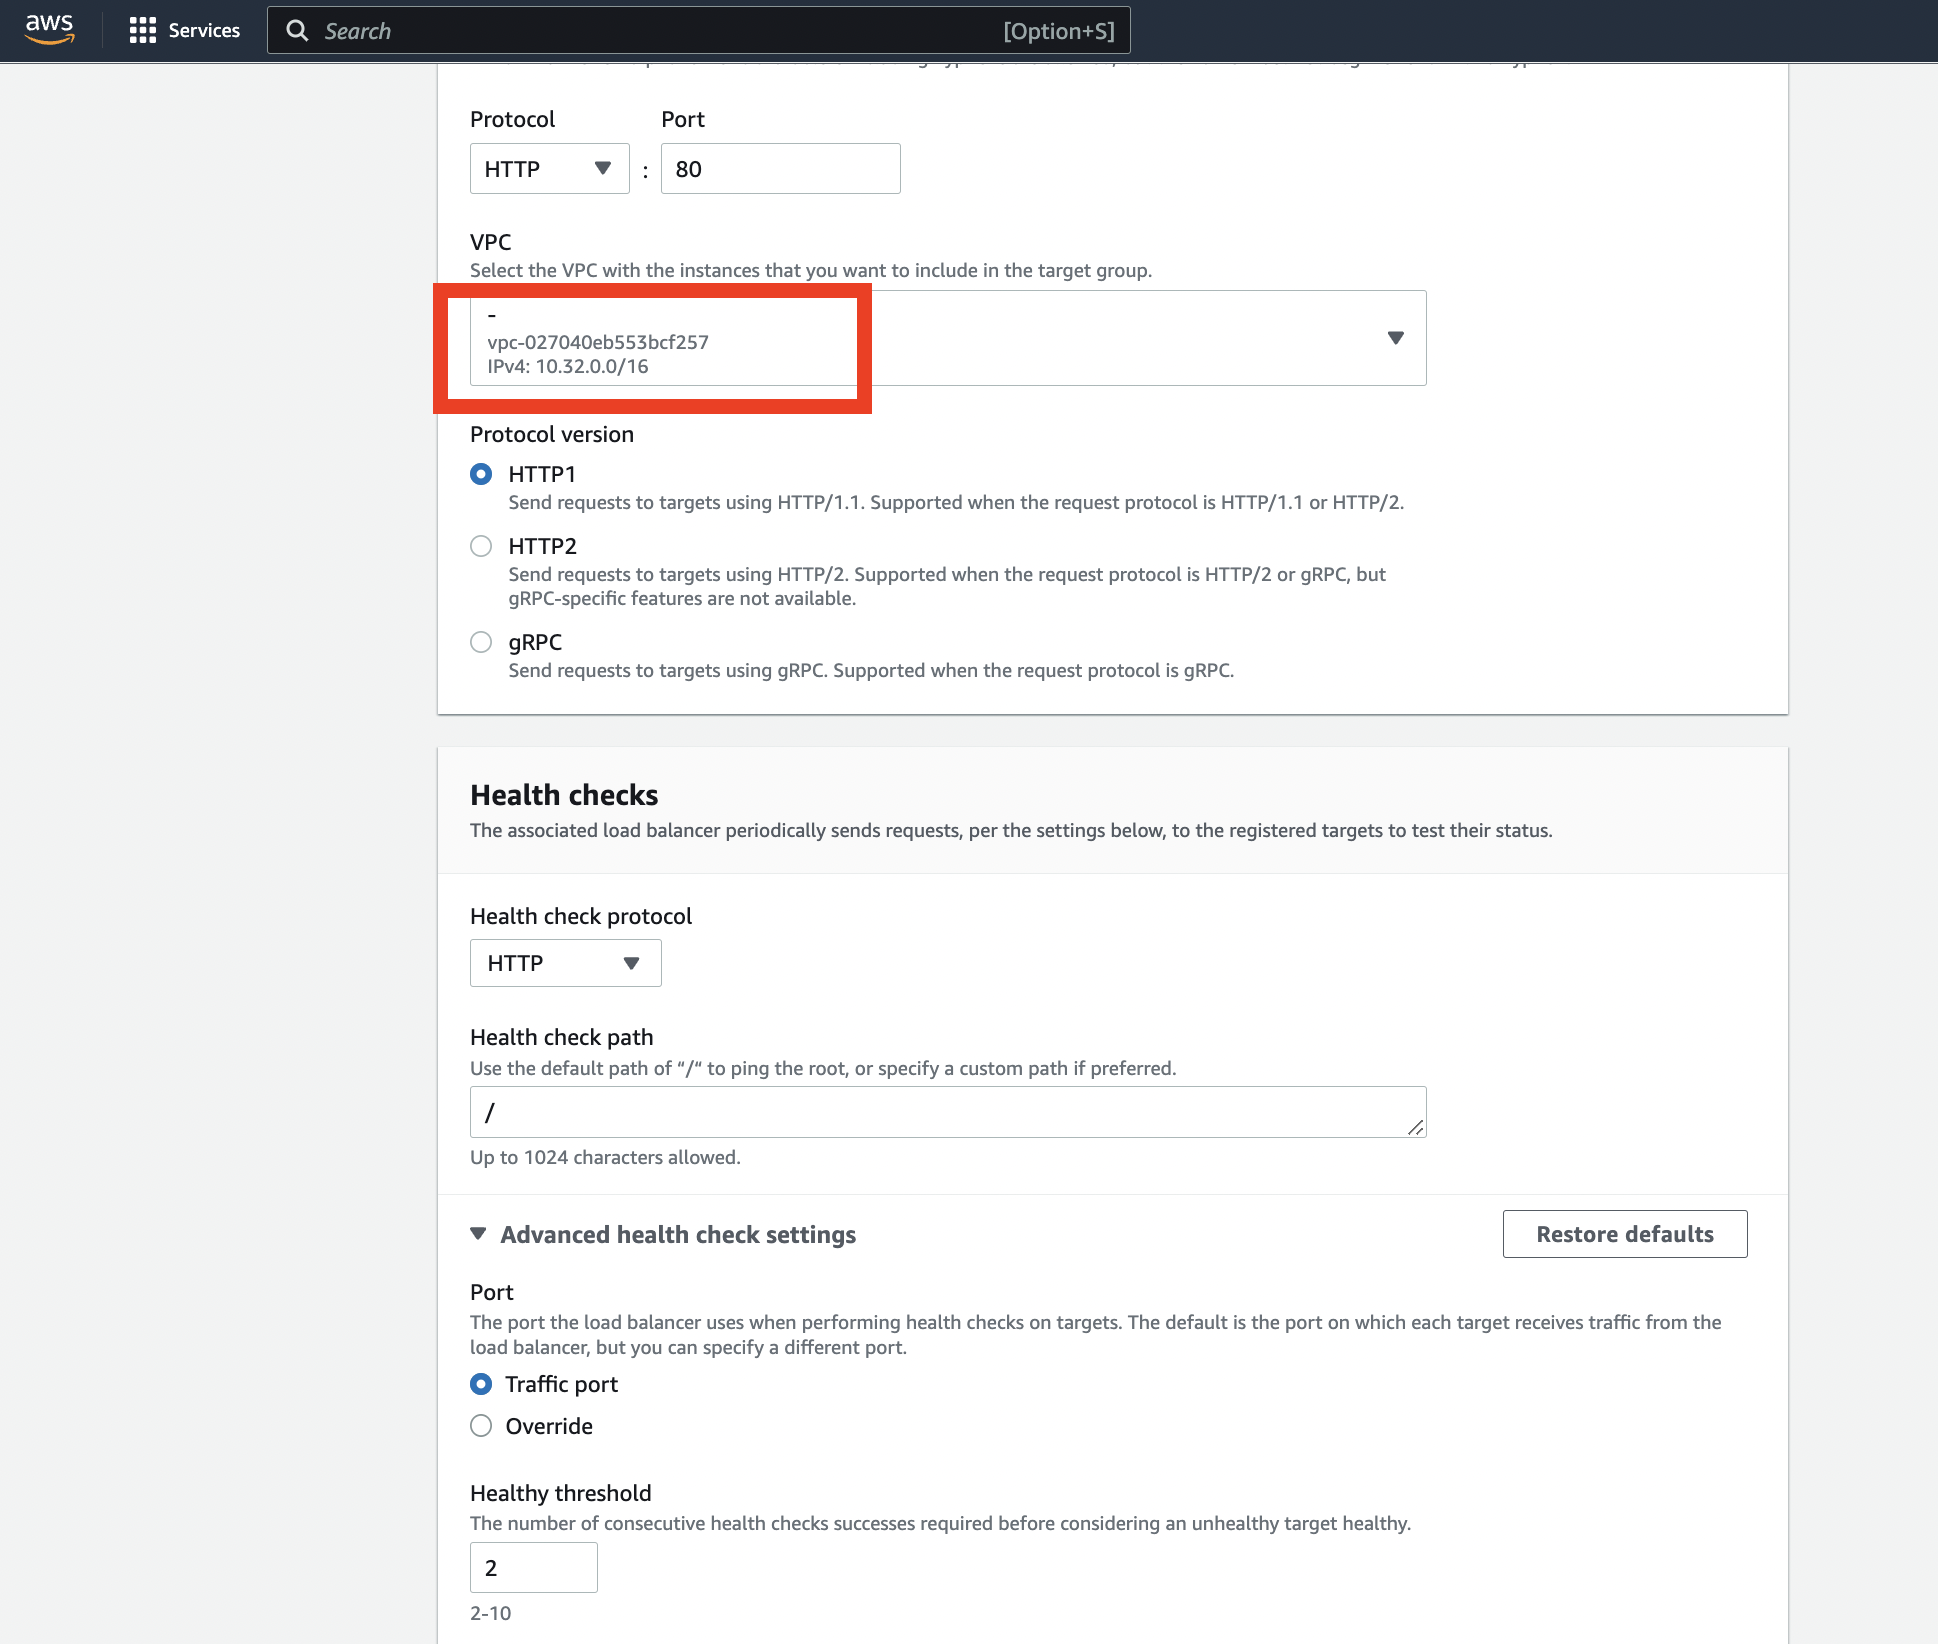 aws
Services
Search
[Option+S]
Protocol
Port
HTTP
:
80
VPC
Select the VPC with the instances that you want to include in the target group.
-
vpc-027040eb553bcf257
IPv4: 10.32.0.0/16
Protocol version
HTTP1
Send requests to targets using HTTP/1.1. Supported when the request protocol is HTTP/1.1 or HTTP/2.
HTTP2
Send requests to targets using HTTP/2. Supported when the request protocol is HTTP/2 or gRPC, but
gRPC-specific features are not available.
gRPC
Send requests to targets using gRPC. Supported when the request protocol is gRPC.
Health checks
The associated load balancer periodically sends requests, per the settings below, to the registered targets to test their status.
Health check protocol
HTTP
Health check path
Use the default path of “/“ to ping the root, or specify a custom path if preferred.
/
Up to 1024 characters allowed.
Advanced health check settings
Restore defaults
Port
The port the load balancer uses when performing health checks on targets. The default is the port on which each target receives traffic from the
load balancer, but you can specify a different port.
Traffic port
Override
Healthy threshold
The number of consecutive health checks successes required before considering an unhealthy target healthy.
2
2-10